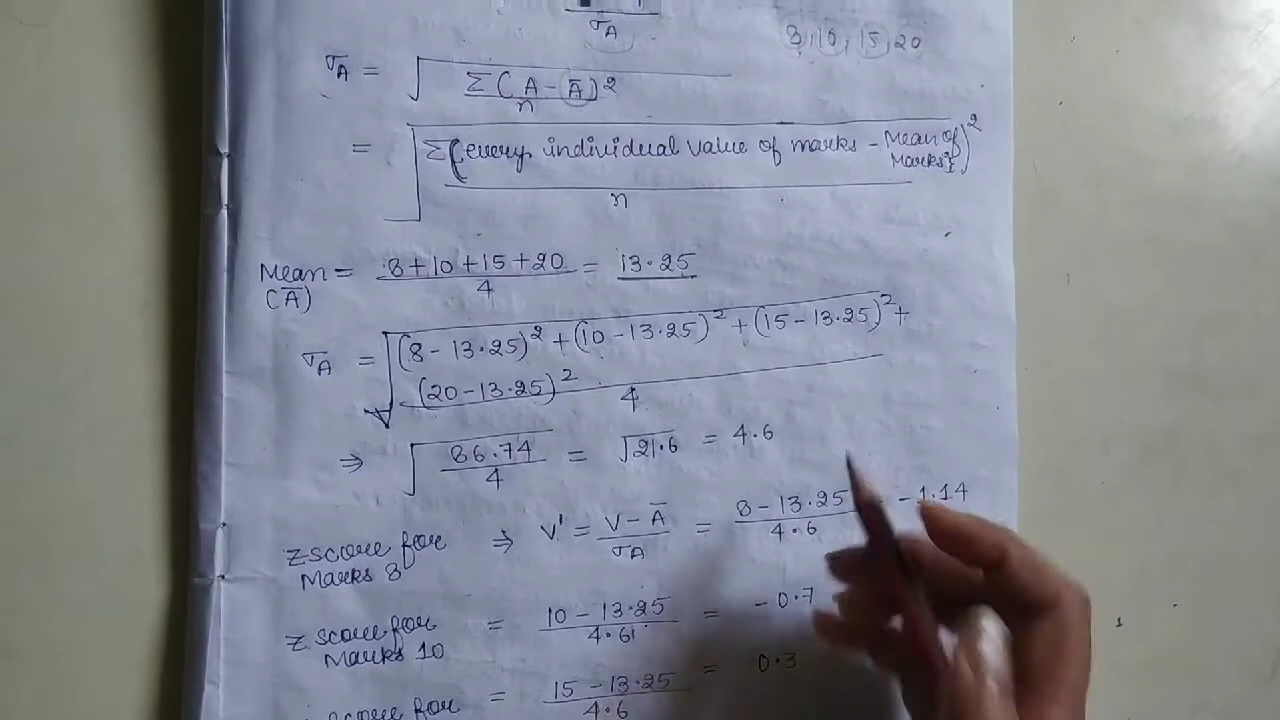 σA
8, 10, 15, 20
σA = √ Σ(A - Ā)² / n
= √ Σ(every individual value of marks - Mean of Marks)² / n
Mean = 8+10+15+20 / 4 = 13.25
(Ā)
σA = √ (8 - 13.25)² + (10 - 13.25)² + (15 - 13.25)² +
(20 - 13.25)² / 4
⇒ √ 86.74 / 4 = √21.6 = 4.6
zscore for Marks 8 ⇒ V' = V - Ā / σA = 8 - 13.25 / 4.6 - 1.14
z score for Marks 10 = 10 - 13.25 / 4.6 = - 0.7
score for = 15 - 13.25 / 4.6 = 0.3